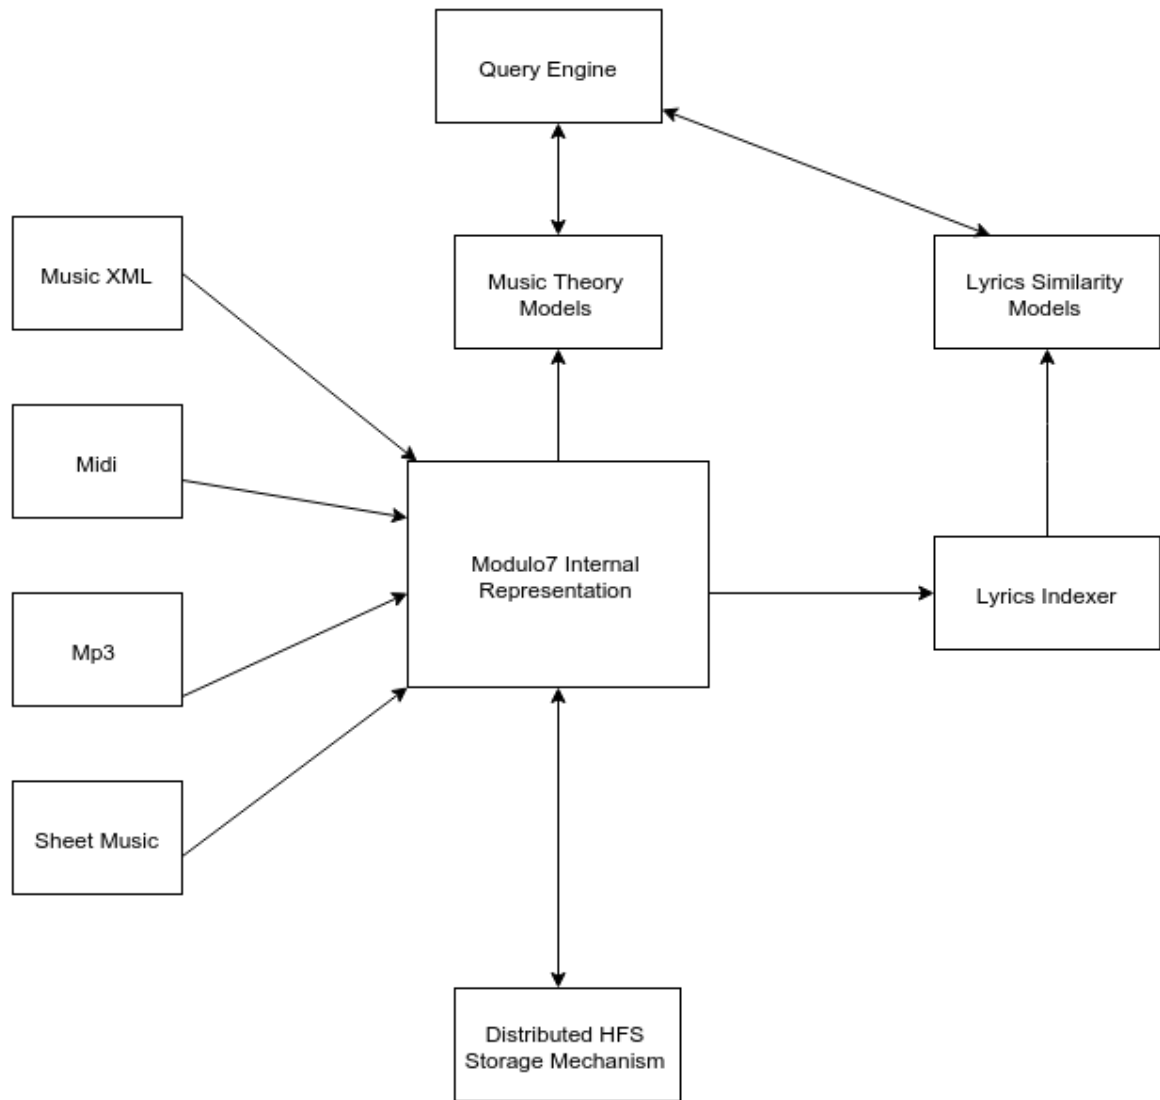 Query Engine
Music XML
Music Theory
Models
Lyrics Similarity
Models
Midi
Modulo7 Internal
Representation
Lyrics Indexer
Mp3
Sheet Music
Distributed HFS
Storage Mechanism